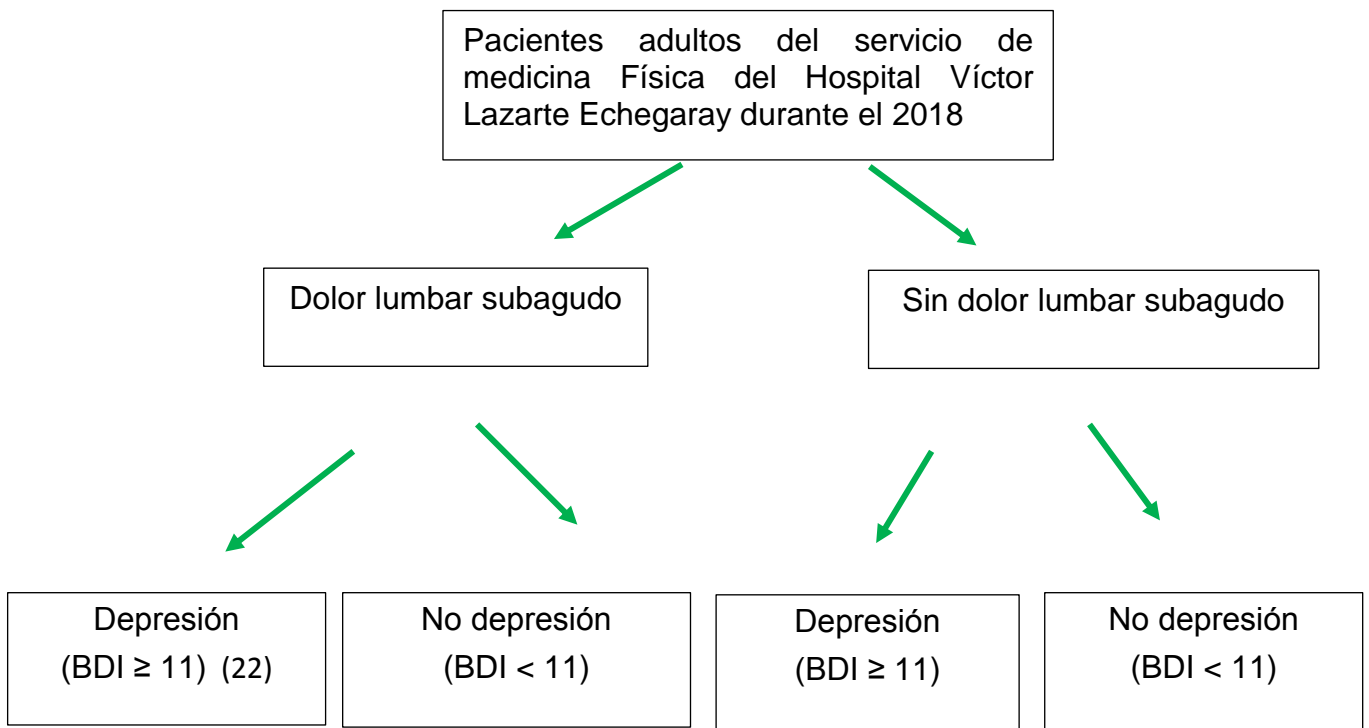 Pacientes adultos del servicio de
medicina Física del Hospital Víctor
Lazarte Echegaray durante el 2018
Dolor lumbar subagudo
Sin dolor lumbar subagudo
Depresión
(BDI ≥ 11) (22)
No depresión
(BDI < 11)
Depresión
(BDI ≥ 11)
No depresión
(BDI < 11)